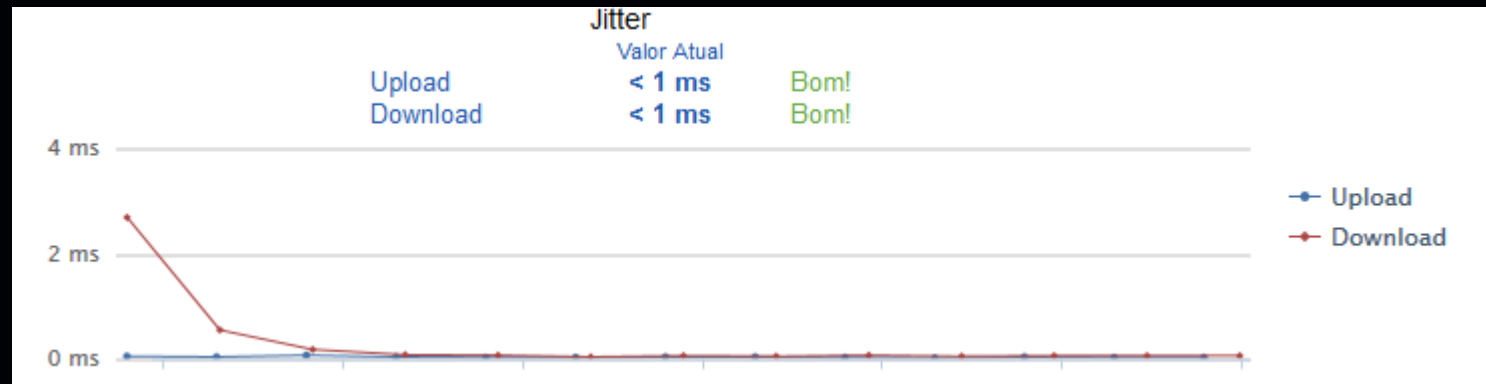 Jitter
Valor Atual
Upload < 1 ms Bom!
Download < 1 ms Bom!
4 ms
2 ms
0 ms
Upload
Download